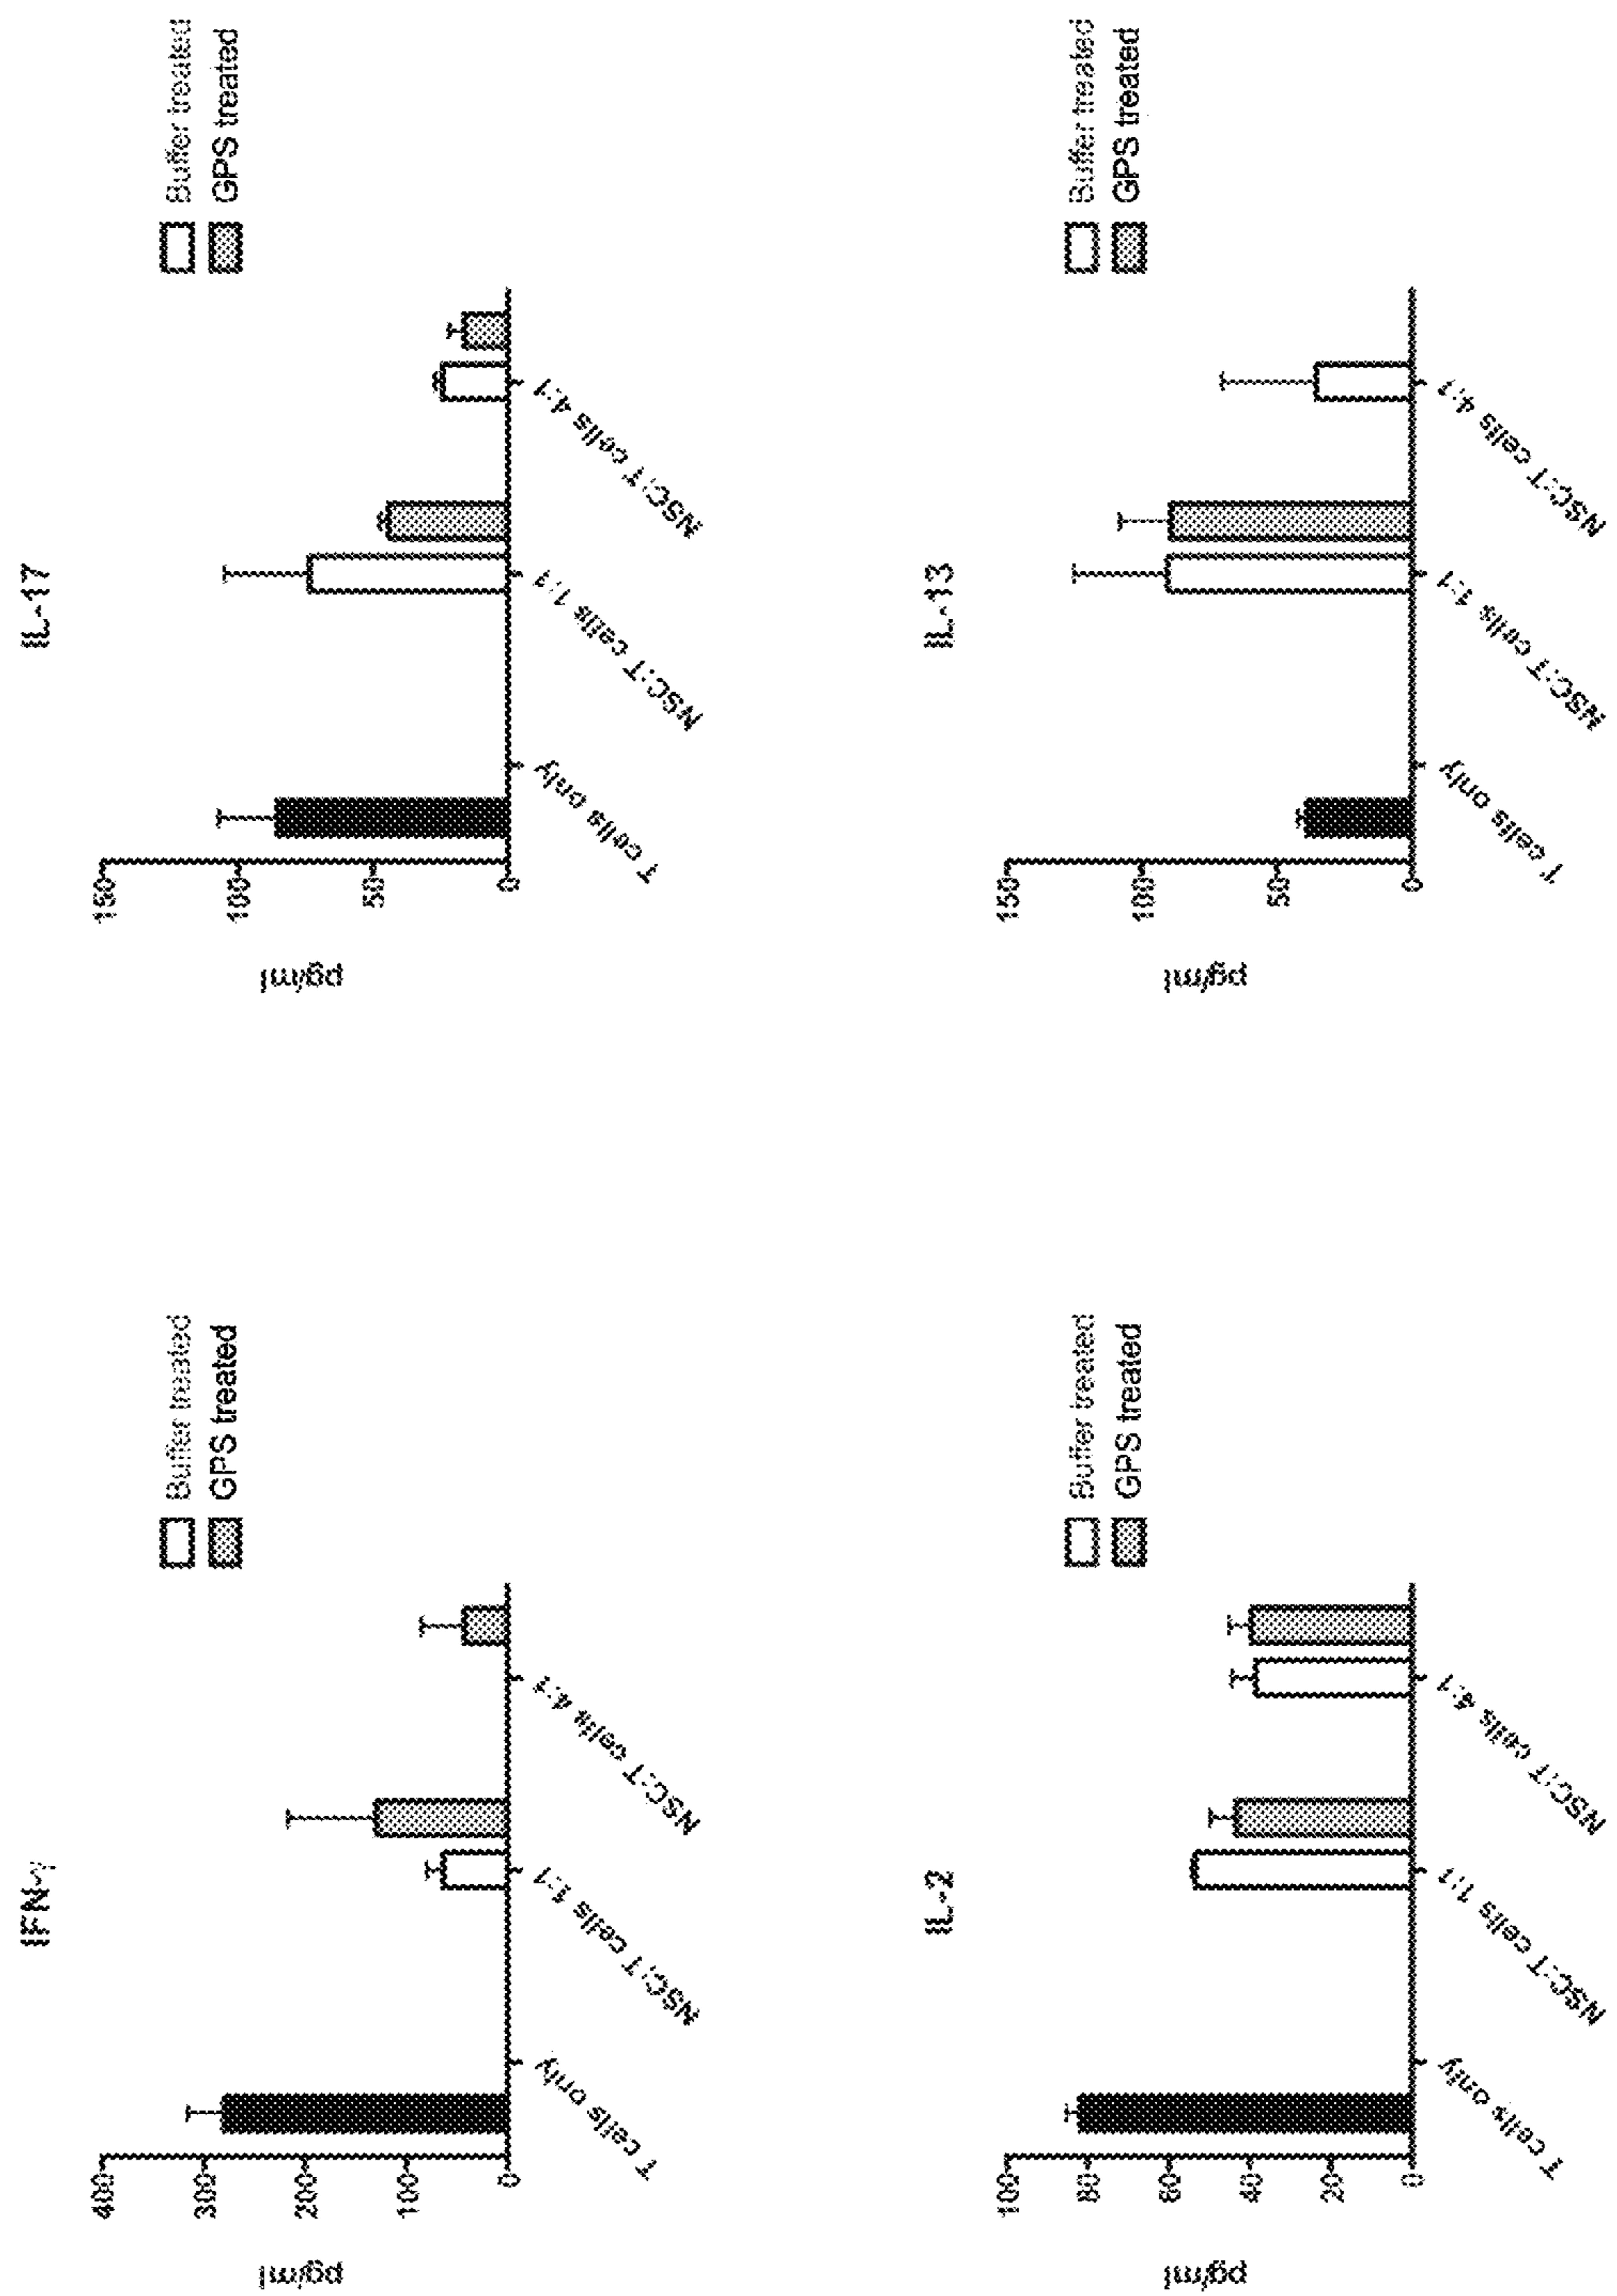 IFN-γ
Buffer treated
GPS treated
pg/ml
400
300
200
100
0
T cells only
NSC:T cells 1:1
NSC:T cells 4:1
IL-17
Buffer treated
GPS treated
pg/ml
150
100
50
0
T cells only
NSC:T cells 1:1
NSC:T cells 4:1
IL-2
Buffer treated
GPS treated
pg/ml
100
80
60
40
20
0
T cells only
NSC:T cells 1:1
NSC:T cells 4:1
IL-13
Buffer treated
GPS treated
pg/ml
150
100
50
0
T cells only
NSC:T cells 1:1
NSC:T cells 4:1